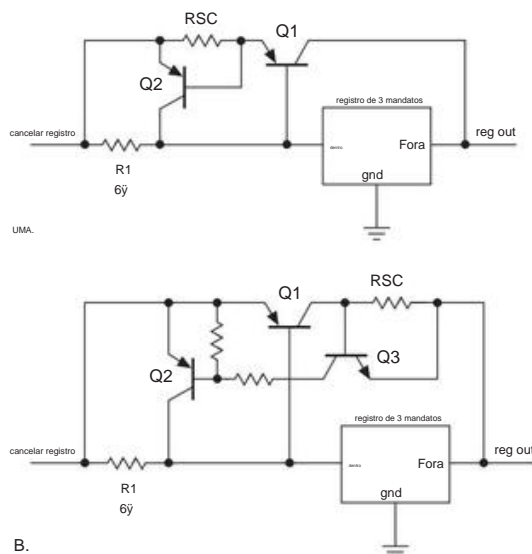 RSC
Q1
Q2
registro de 3 mandatos
cancelar registro
Fora
reg out
R1
6ÿ
gnd
UMA.
Q1
RSC
Q2
Q3
registro de 3 mandatos
cancelar registro
Fora
reg out
R1
6ÿ
gnd
B.